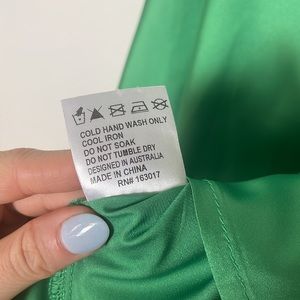 COLD HAND WASH ONLY
COOL IRON
DO NOT SOAK
DO NOT TUMBLE DRY
DESIGNED IN AUSTRALIA
MADE IN CHINA
RN# 163017